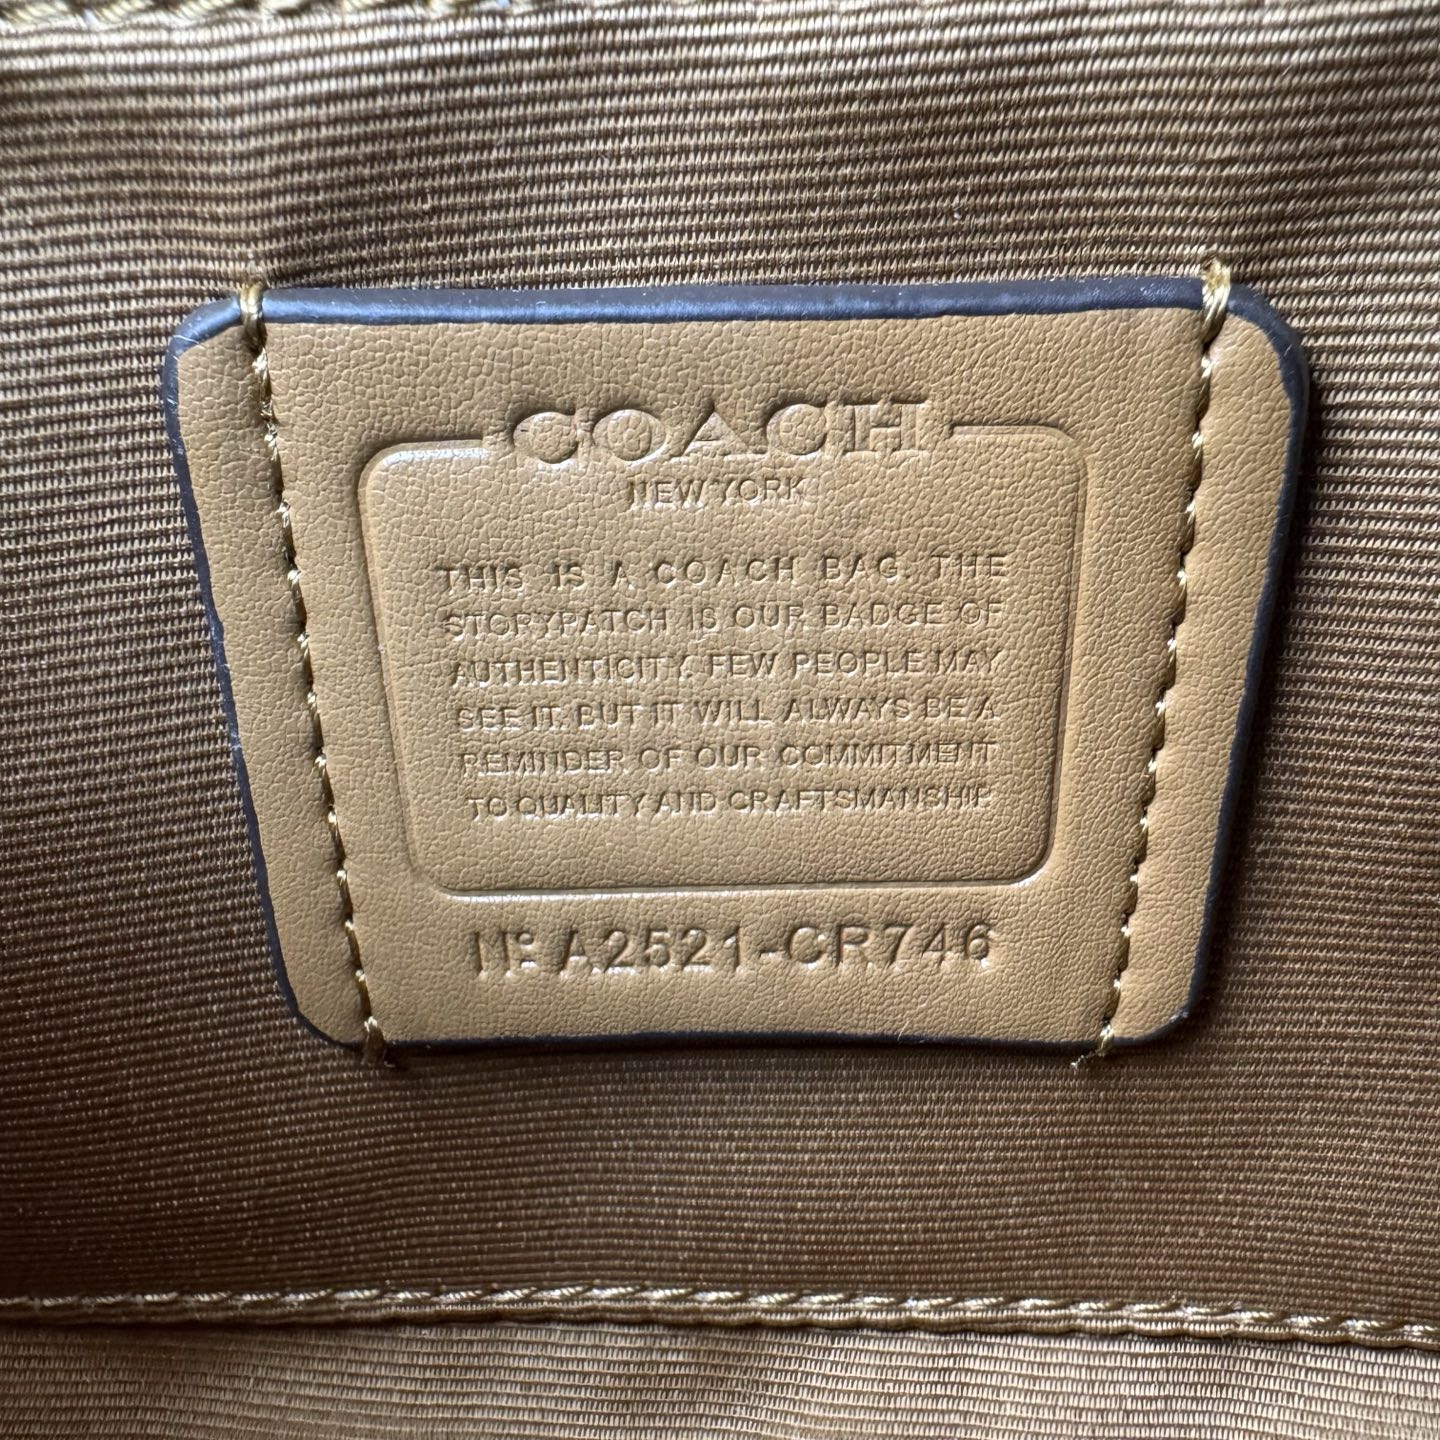 COACH
NEW YORK
THIS IS A COACH BAG. THE
STORYPATCH IS OUR BADGE OF
AUTHENTICITY. FEW PEOPLE MAY
SEE IT, BUT IT WILL ALWAYS BE A
REMINDER OF OUR COMMITMENT
TO QUALITY AND CRAFTSMANSHIP.
Nº A2521-CR746